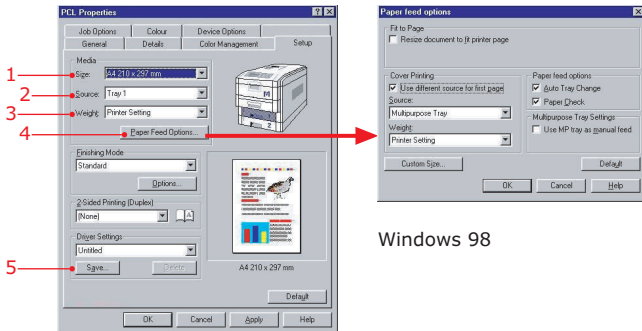 PCL Properties
Job Options Colour Device Options
General Details Color Management Setup
Media
1 Size: A4 210 x 297 mm
2 Source: Tray 1
3 Weight: Printer Setting
4 Paper Feed Options...
Finishing Mode
Standard
Options...
2-Sided Printing (Duplex)
(None)
Driver Settings
Untitled
5 Save... Delete
A4 210 x 297 mm
Default
OK Cancel Apply Help
Paper feed options
Fit to Page
Resize document to fit printer page
Cover Printing
Use different source for first page
Source:
Multipurpose Tray
Weight:
Printer Setting
Paper feed options
Auto Tray Change
Paper Check
Multipurpose Tray Settings
Use MP tray as manual feed
Custom Size... Default
OK Cancel Help
Windows 98